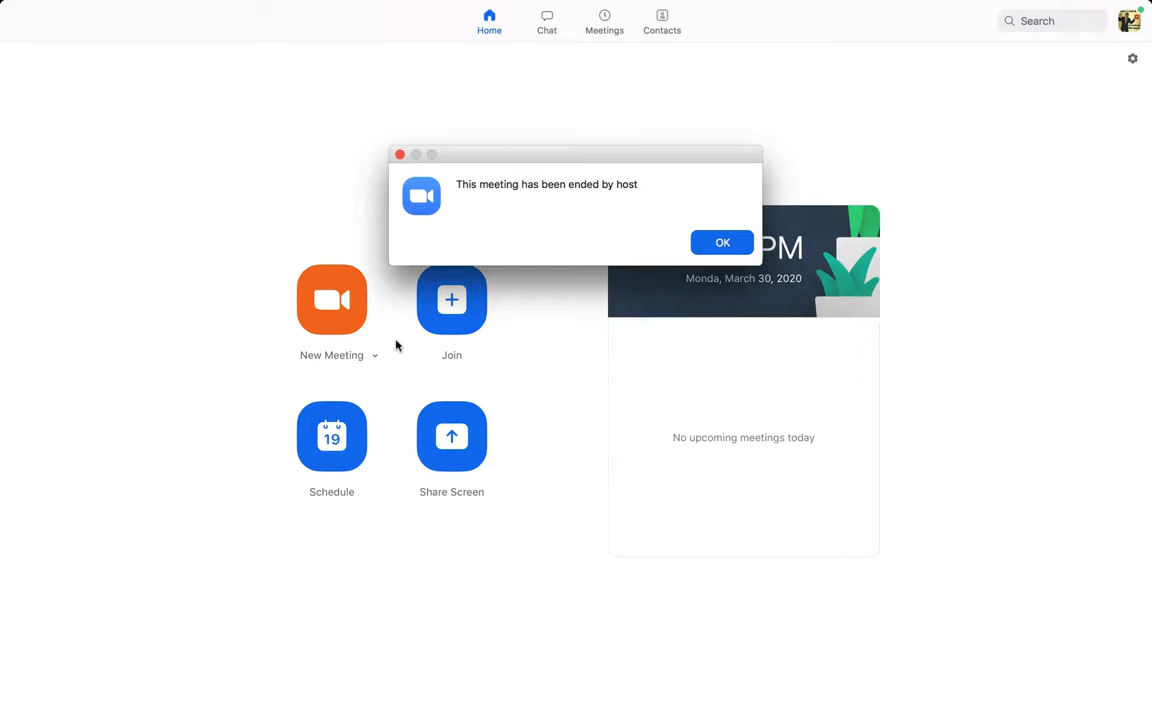 Home
Chat
Meetings
Contacts
Search
This meeting has been ended by host
OK
PM
Monda, March 30, 2020
New Meeting
Join
19
Schedule
Share Screen
No upcoming meetings today